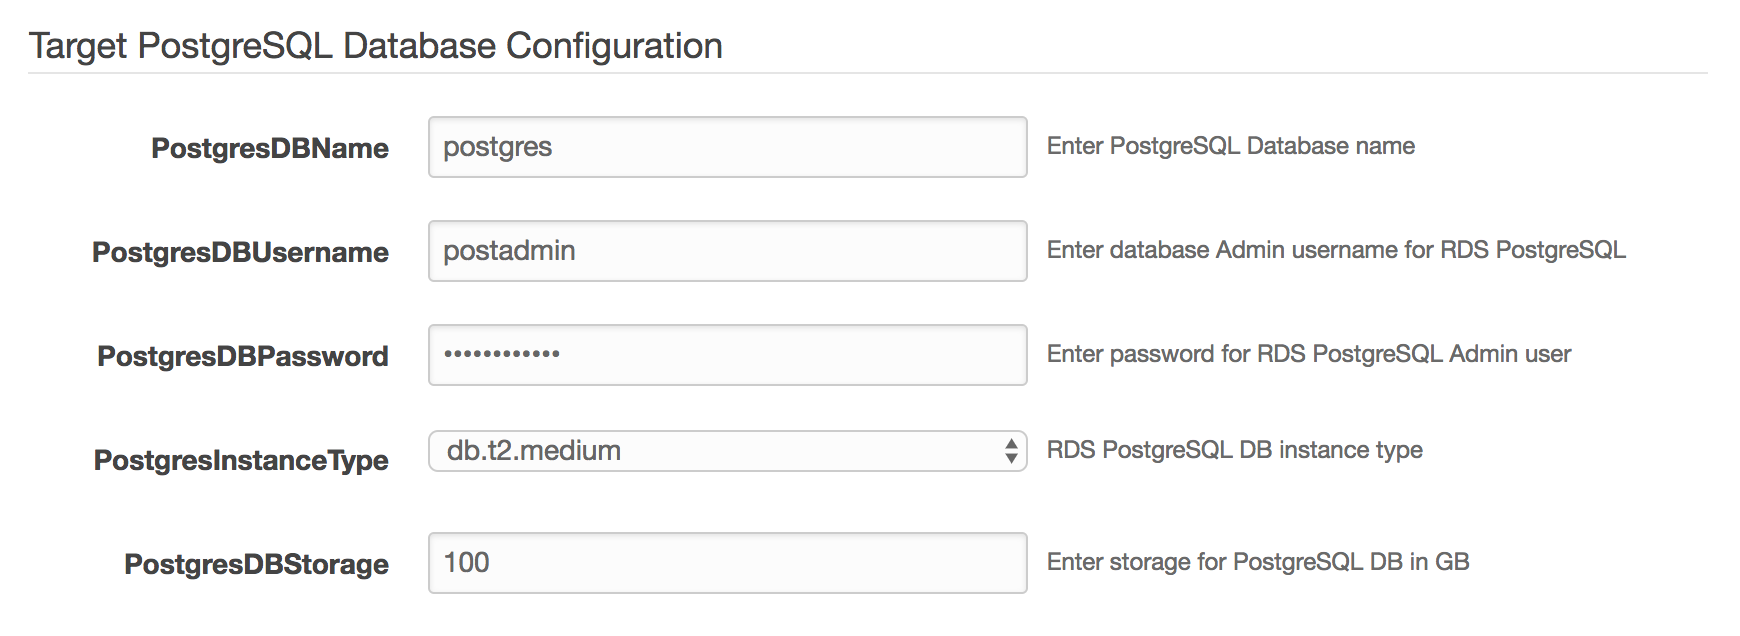 Target PostgreSQL Database Configuration
PostgresDBName postgres Enter PostgreSQL Database name
PostgresDBUsername postadmin Enter database Admin username for RDS PostgreSQL
PostgresDBPassword •••••••••••• Enter password for RDS PostgreSQL Admin user
PostgresInstanceType db.t2.medium RDS PostgreSQL DB instance type
PostgresDBStorage 100 Enter storage for PostgreSQL DB in GB